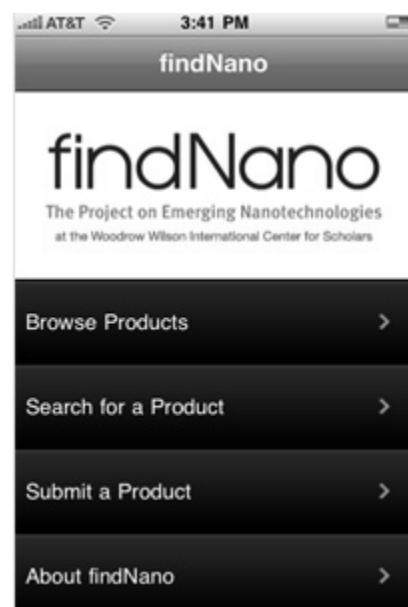 AT&T 3:41 PM
findNano
findNano
The Project on Emerging Nanotechnologies
at the Woodrow Wilson International Center for Scholars
Browse Products
Search for a Product
Submit a Product
About findNano